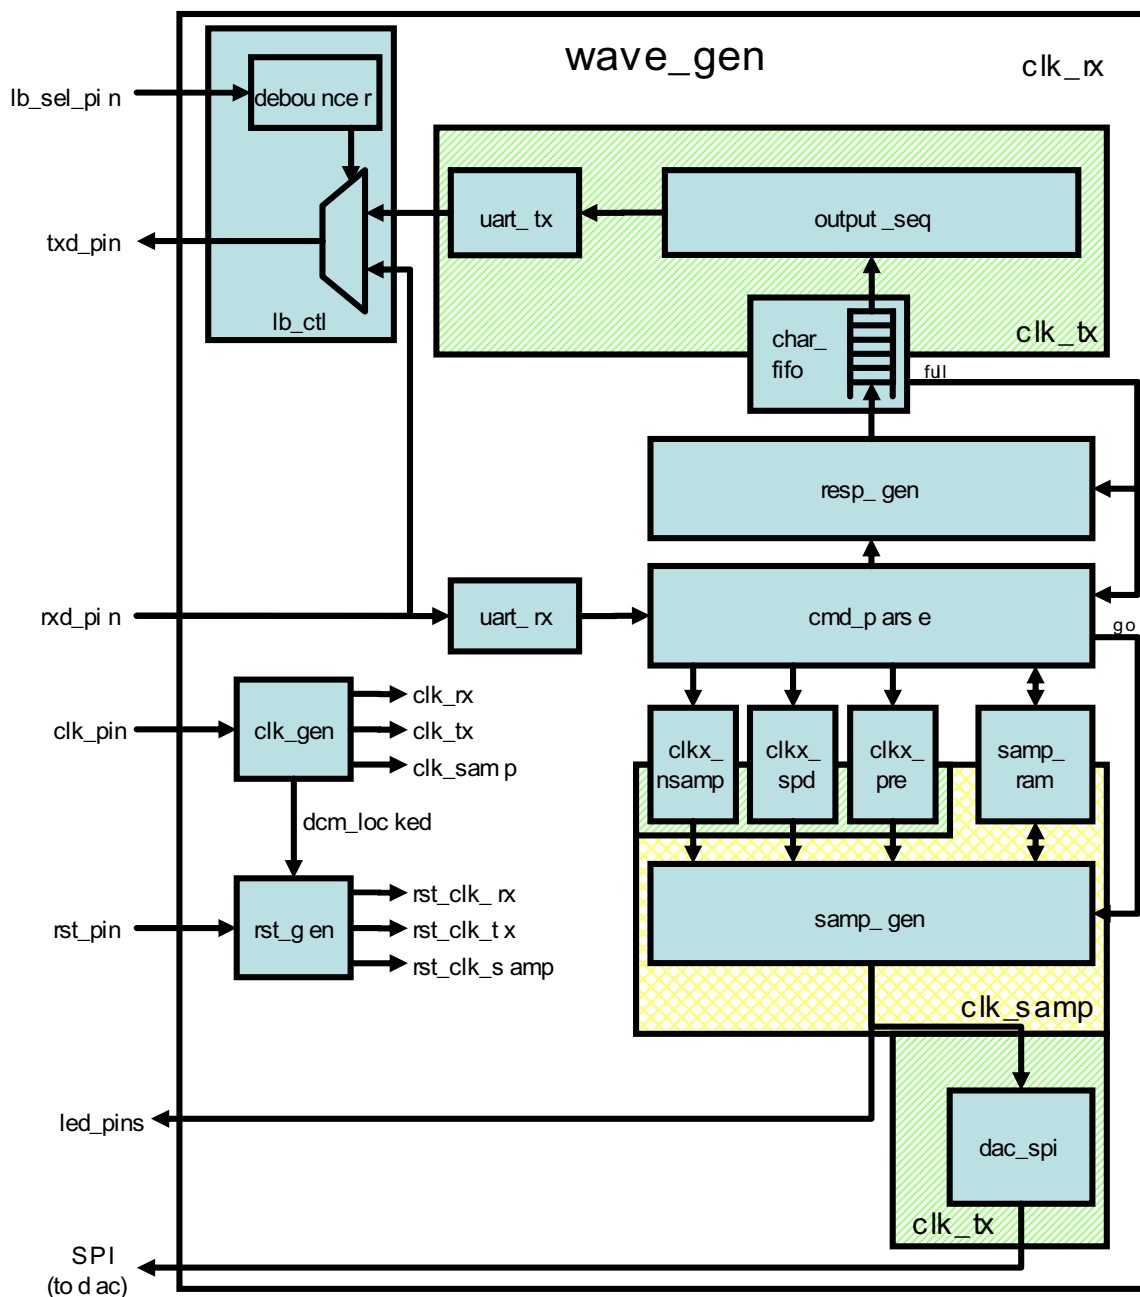 wave_gen
clk_rx
lb_sel_pin
debouncer
txd_pin
lb_ctl
uart_tx
output_seq
clk_tx
char_
fifo
ful
resp_gen
rxd_pin
uart_rx
cmd_parse
go
clk_pin
clk_gen
clk_rx
clk_tx
clk_samp
dcm_locked
clkx_
nsamp
clkx_
spd
clkx_
pre
samp_
ram
rst_pin
rst_gen
rst_clk_rx
rst_clk_tx
rst_clk_samp
samp_gen
clk_samp
led_pins
dac_spi
clk_tx
SPI
(to dac)